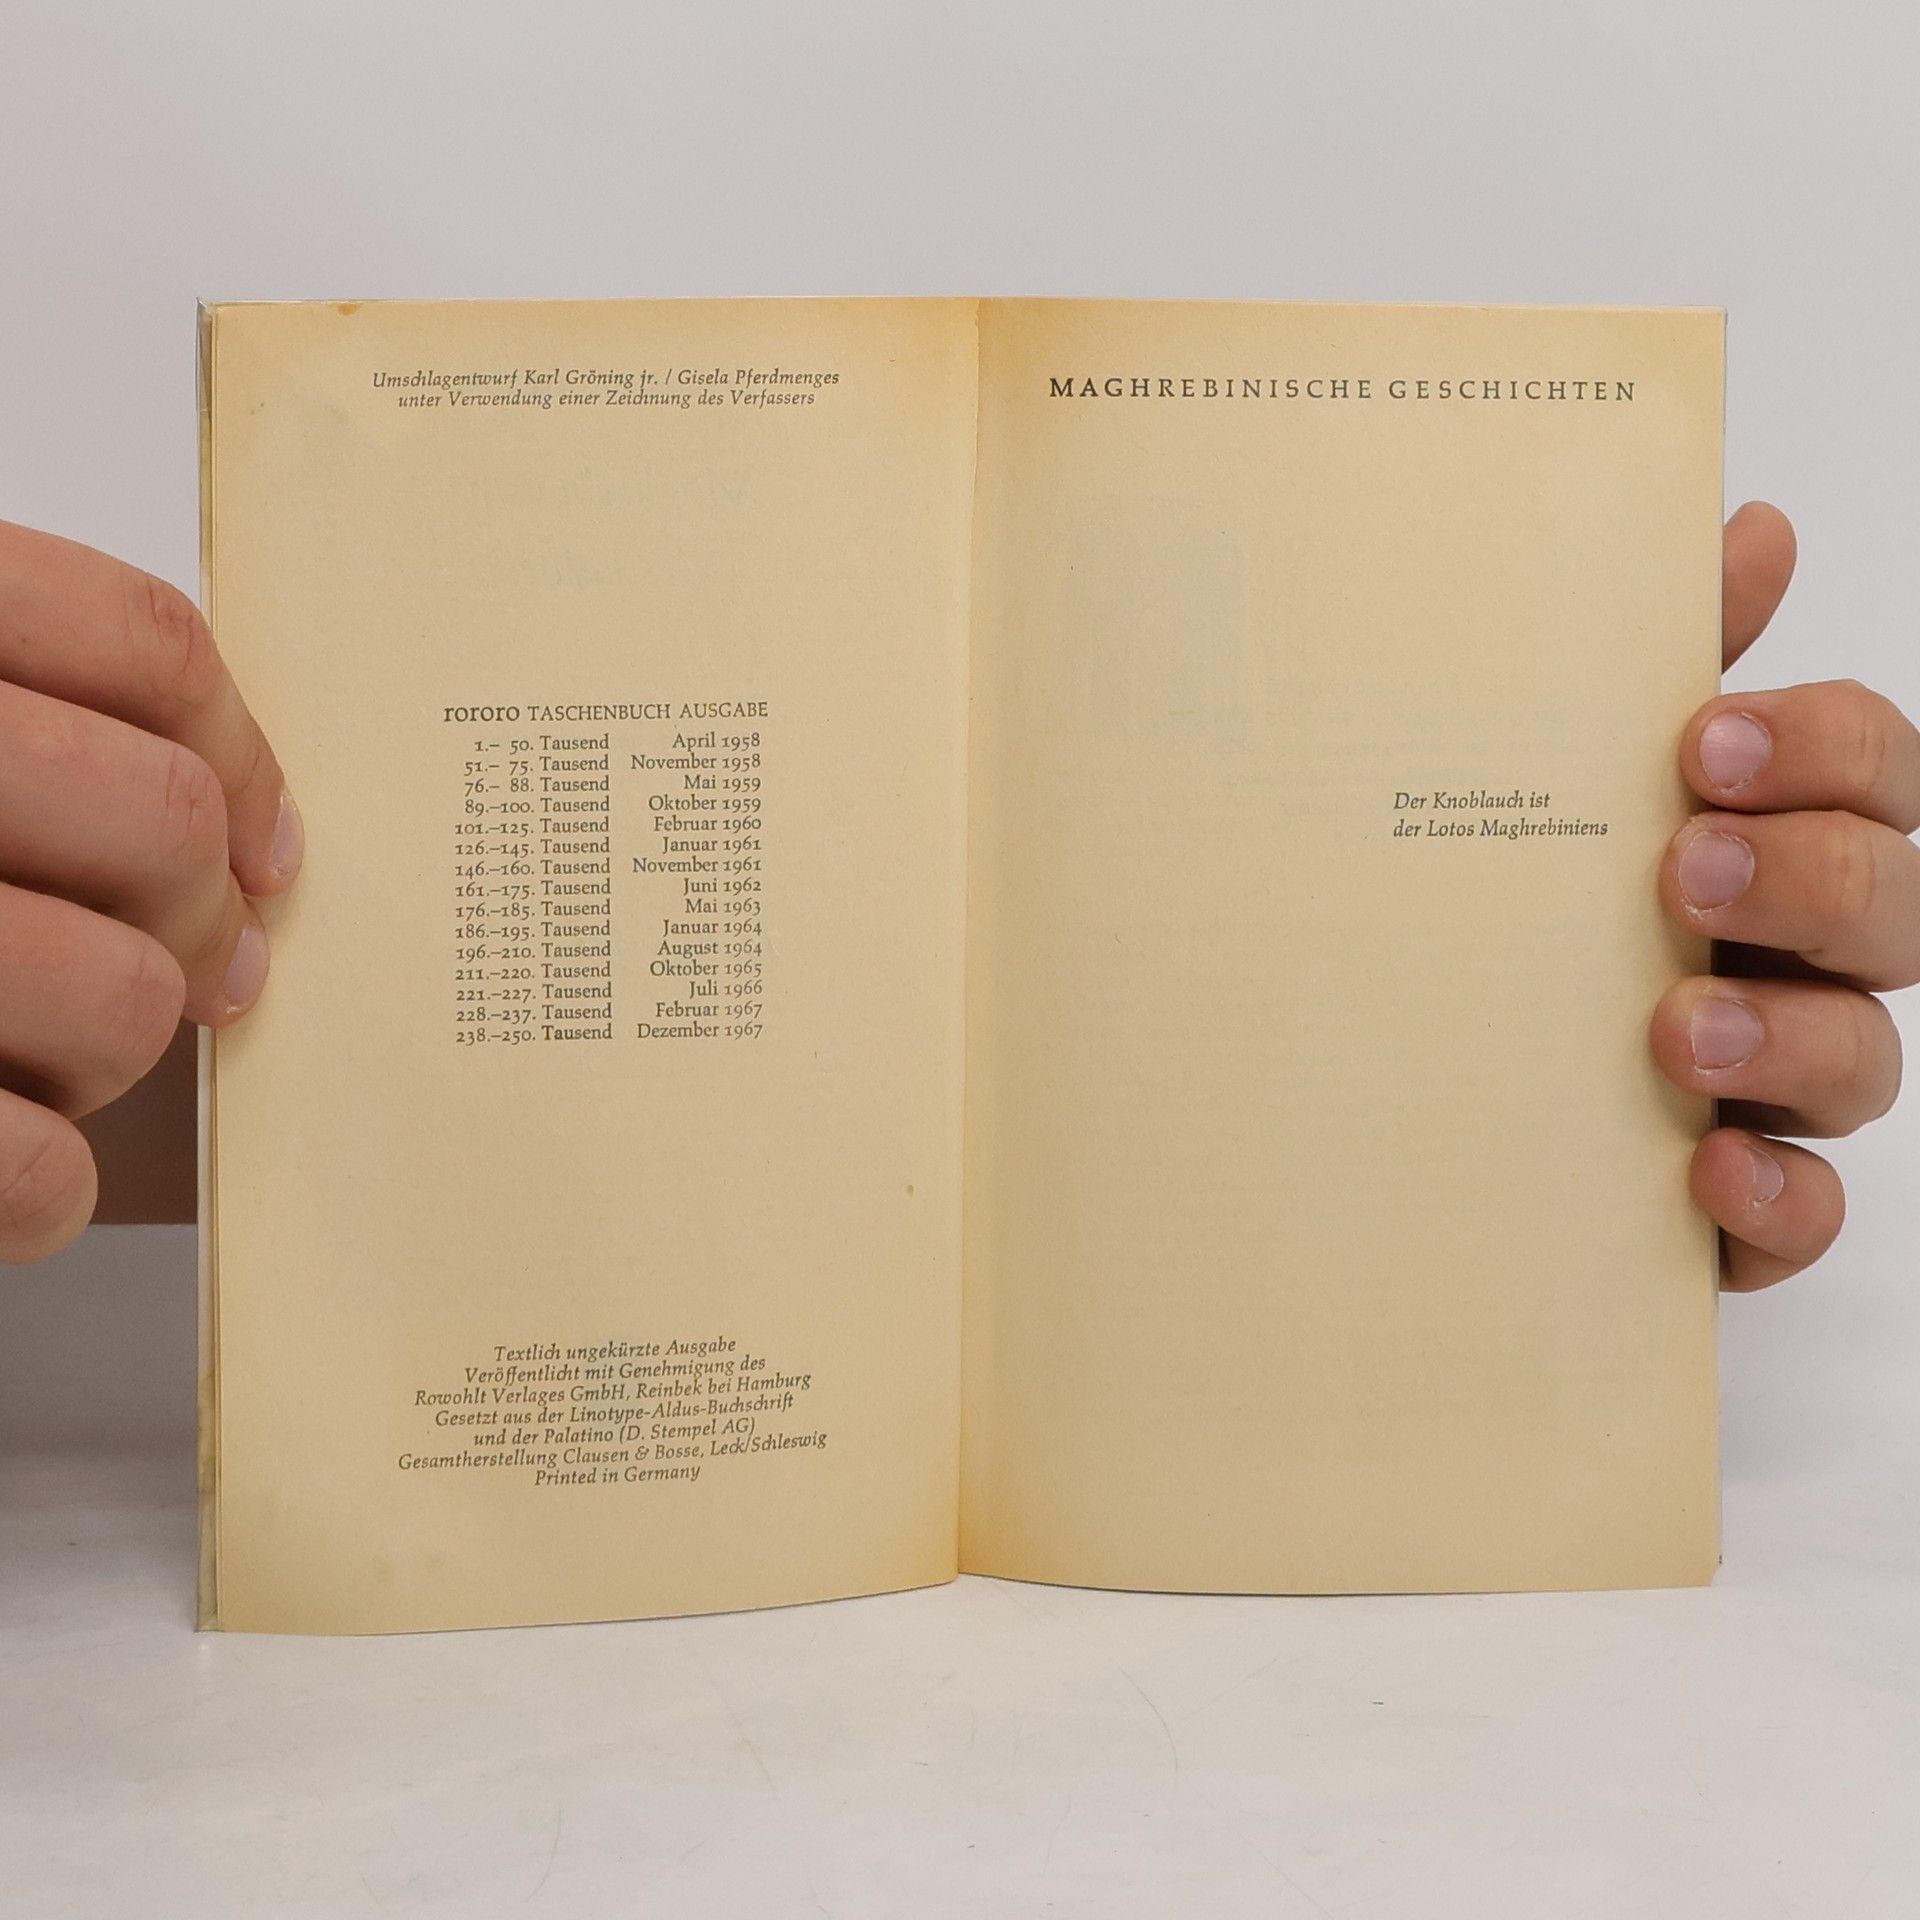 Umschlagentwurf Karl Gröning jr. / Gisela Pferdmenges
unter Verwendung einer Zeichnung des Verfassers
rororo TASCHENBUCH AUSGABE
1.– 50. Tausend April 1958
51.– 75. Tausend November 1958
76.– 88. Tausend Mai 1959
89.–100. Tausend Oktober 1959
101.–125. Tausend Februar 1960
126.–145. Tausend Januar 1961
146.–160. Tausend November 1961
161.–175. Tausend Juni 1962
176.–185. Tausend Mai 1963
186.–195. Tausend Januar 1964
196.–210. Tausend August 1964
211.–220. Tausend Oktober 1965
221.–227. Tausend Juli 1966
228.–237. Tausend Februar 1967
238.–250. Tausend Dezember 1967
Textlich ungekürzte Ausgabe
Veröffentlicht mit Genehmigung des
Rowohlt Verlages GmbH, Reinbek bei Hamburg
Gesetzt aus der Linotype-Aldus-Buchschrift
und der Palatino (D. Stempel AG)
Gesamtherstellung Clausen & Bosse, Leck/Schleswig
Printed in Germany
MAGHREBINISCHE GESCHICHTEN
Der Knoblauch ist
der Lotos Maghrebiniens